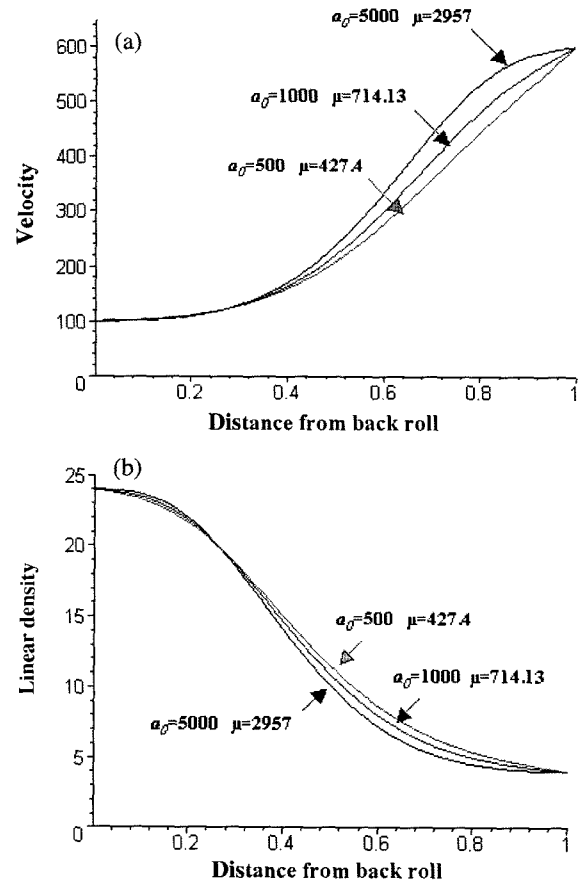 (a)
a₀=5000 μ=2957
600
500
a₀=1000 μ=714.13
400
a₀=500 μ=427.4
300
200
100
0
0.2 0.4 0.6 0.8 1
Velocity
Distance from back roll
(b)
25
20
15
a₀=500 μ=427.4
a₀=1000 μ=714.13
10
a₀=5000 μ=2957
5
0
0.2 0.4 0.6 0.8 1
Linear density
Distance from back roll